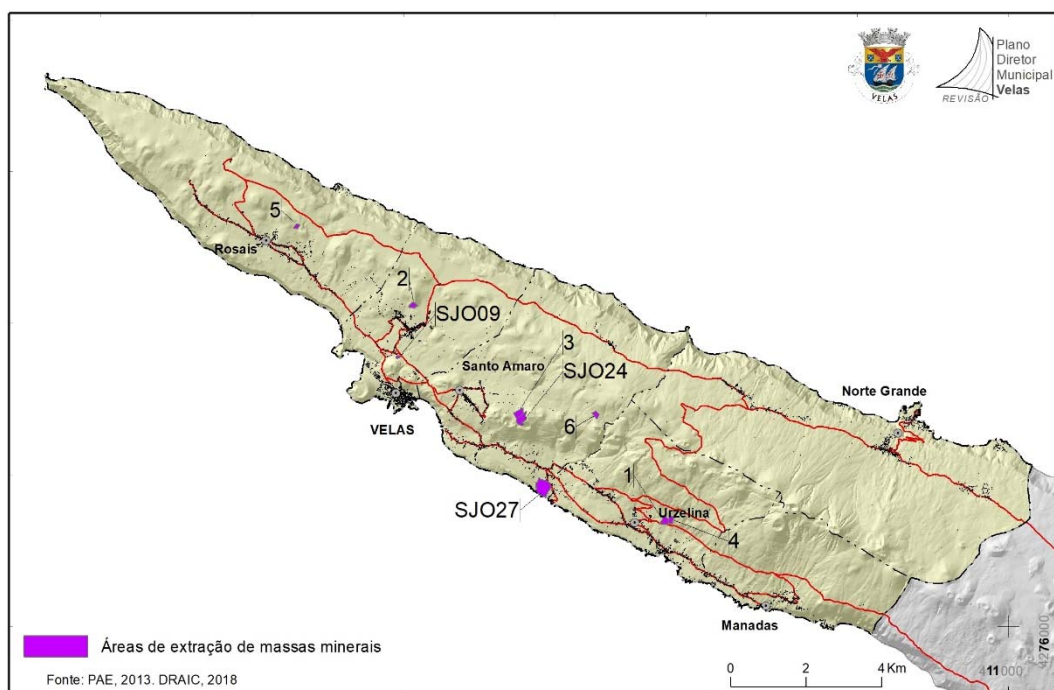 VELAS
Plano
Diretor
Municipal
Velas
REVISÃO
5
Rosais
2
SJO09
3
Santo Amaro
SJO24
Norte Grande
VELAS
6
1
SJO27
Urzelina
4
Manadas
Áreas de extração de massas minerais
Fonte: PAE, 2013. DRAIC, 2018
0 2 4 Km
411000
4276000